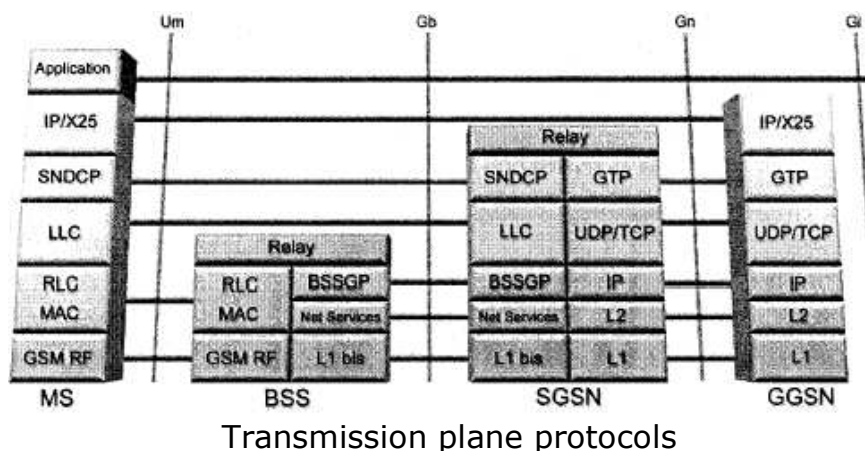 Um Gb Gn Gi
Application
IP/X25 IP/X25
Relay
SNDCP SNDCP GTP GTP
LLC LLC UDP/TCP UDP/TCP
Relay
RLC RLC BSSGP BSSGP IP IP
MAC MAC Net Services Net Services L2 L2
GSM RF GSM RF L1 bis L1 bis L1 L1
MS BSS SGSN GGSN
Transmission plane protocols